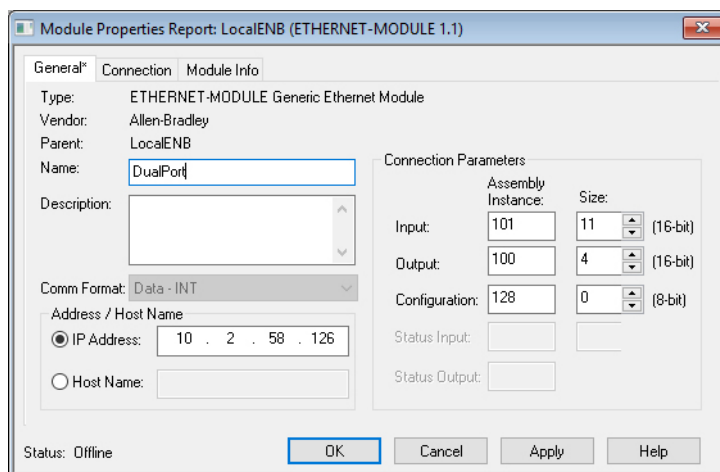 Module Properties Report: LocalENB (ETHERNET-MODULE 1.1)
General* Connection Module Info
Type: ETHERNET-MODULE Generic Ethernet Module
Vendor: Allen-Bradley
Parent: LocalENB
Name: DualPort
Description:
Comm Format: Data - INT
Address / Host Name
IP Address: 10 . 2 . 58 . 126
Host Name:
Connection Parameters
Assembly Instance: Size:
Input: 101 11 (16-bit)
Output: 100 4 (16-bit)
Configuration: 128 0 (8-bit)
Status Input:
Status Output:
Status: Offline
OK Cancel Apply Help